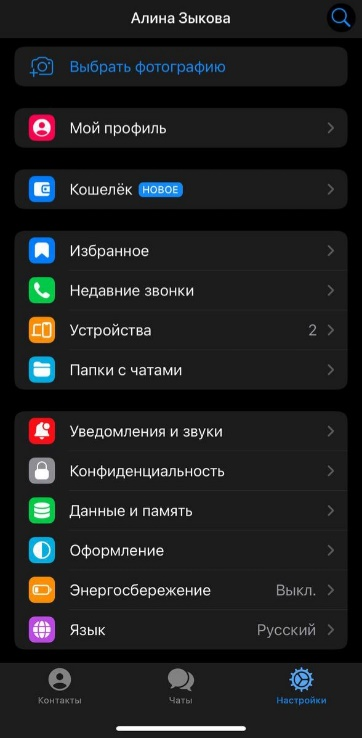 Алина Зыкова
Выбрать фотографию
Мой профиль
Кошелёк НОВОЕ
Избранное
Недавние звонки
Устройства 2
Папки с чатами
Уведомления и звуки
Конфиденциальность
Данные и память
Оформление
Энергосбережение Выкл.
Язык Русский
Контакты Чаты Настройки